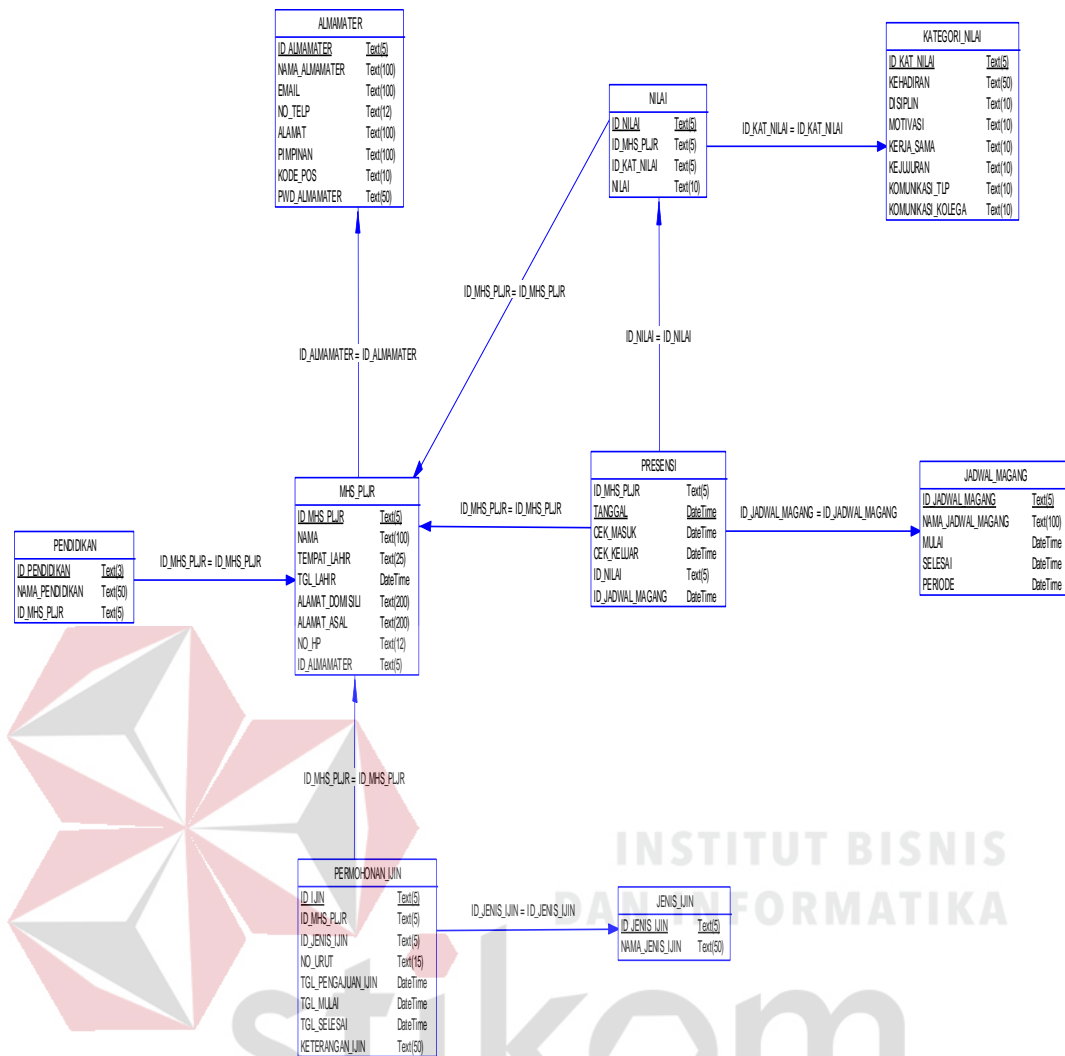 ALMAMATER
ID_ALMAMATER Text(5)
NAMA_ALMAMATER Text(100)
EMAIL Text(100)
NO_TELP Text(12)
ALAMAT Text(100)
PIMPINAN Text(100)
KODE_POS Text(10)
PWD_ALMAMATER Text(50)
KATEGORI_NILAI
ID_KAT_NILAI Text(5)
KEHADIRAN Text(50)
DISIPLIN Text(10)
MOTIVASI Text(10)
KERJA_SAMA Text(10)
KEJUJURAN Text(10)
KOMUNIKASI_TLP Text(10)
KOMUNIKASI_KOLEGA Text(10)
NILAI
ID_NILAI Text(5)
ID_MHS_PLJR Text(5)
ID_KAT_NILAI Text(5)
NILAI Text(10)
ID_KAT_NILAI = ID_KAT_NILAI
ID_MHS_PLJR = ID_MHS_PLJR
ID_NILAI = ID_NILAI
ID_ALMAMATER = ID_ALMAMATER
PRESENSI
ID_MHS_PLJR Text(5)
TANGGAL DateTime
CEK_MASUK DateTime
CEK_KELUAR DateTime
ID_NILAI Text(5)
ID_JADWAL_MAGANG DateTime
JADWAL_MAGANG
ID_JADWAL_MAGANG Text(5)
NAMA_JADWAL_MAGANG Text(100)
MULAI DateTime
SELESAI DateTime
PERIODE DateTime
ID_JADWAL_MAGANG = ID_JADWAL_MAGANG
MHS_PLJR
ID_MHS_PLJR Text(5)
NAMA Text(100)
TEMPAT_LAHIR Text(25)
TGL_LAHIR DateTime
ALAMAT_DOMISILI Text(200)
ALAMAT_ASAL Text(200)
NO_HP Text(12)
ID_ALMAMATER Text(5)
ID_MHS_PLJR = ID_MHS_PLJR
PENDIDIKAN
ID_PENDIDIKAN Text(3)
NAMA_PENDIDIKAN Text(50)
ID_MHS_PLJR Text(5)
ID_MHS_PLJR = ID_MHS_PLJR
ID_MHS_PLJR = ID_MHS_PLJR
INSTITUT BISNIS
DAN INFORMATIKA
PERMOHONAN_IJIN
ID_IJIN Text(5)
ID_MHS_PLJR Text(5)
ID_JENIS_IJIN Text(5)
NO_URUT Text(15)
TGL_PENGAJUAN_IJIN DateTime
TGL_MULAI DateTime
TGL_SELESAI DateTime
KETERANGAN_IJIN Text(50)
ID_JENIS_IJIN = ID_JENIS_IJIN
JENIS_IJIN
ID_JENIS_IJIN Text(5)
NAMA_JENIS_IJIN Text(50)
stikom